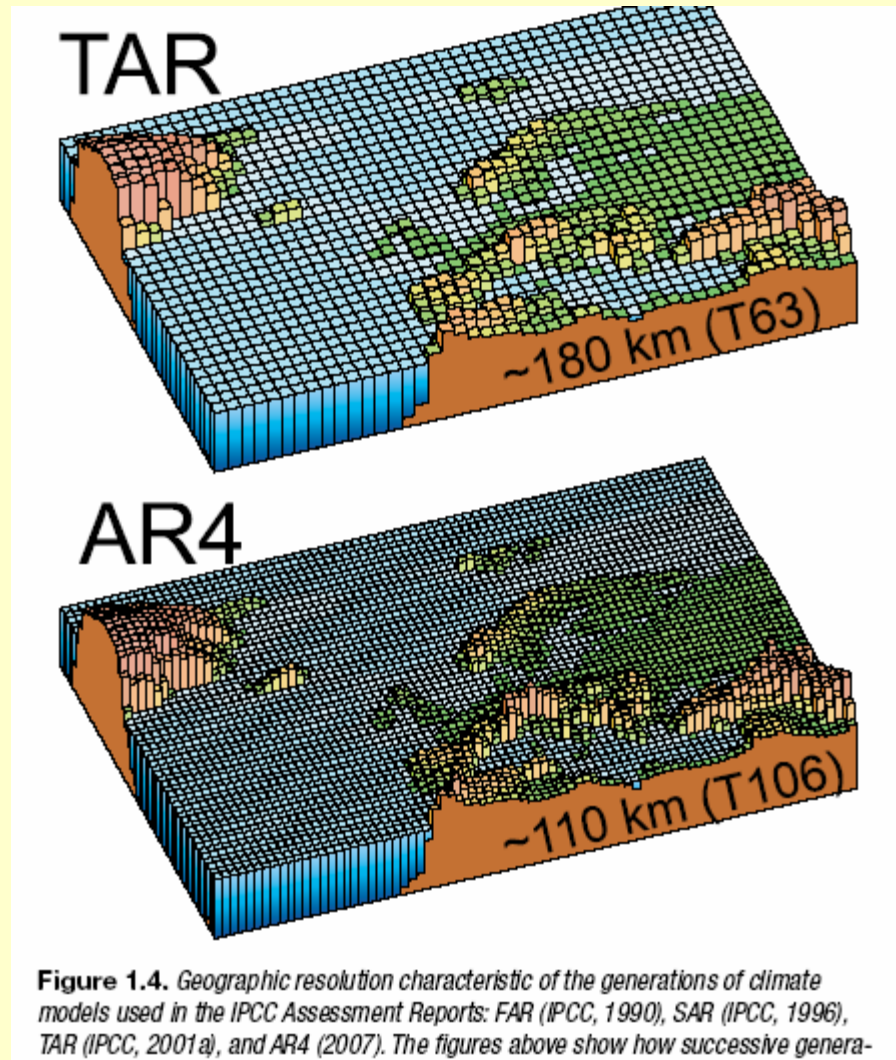 TAR
~180 km (T63)
AR4
~110 km (T106)
Figure 1.4. Geographic resolution characteristic of the generations of climate
models used in the IPCC Assessment Reports: FAR (IPCC, 1990), SAR (IPCC, 1996),
TAR (IPCC, 2001a), and AR4 (2007). The figures above show how successive genera-